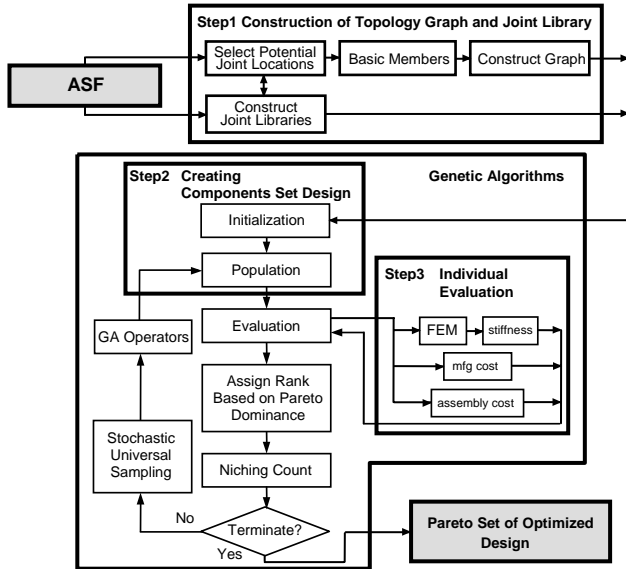 Step1 Construction of Topology Graph and Joint Library
Select Potential
Joint Locations
Basic Members
Construct Graph
ASF
Construct
Joint Libraries
Step2 Creating
Components Set Design
Genetic Algorithms
Initialization
Population
Step3 Individual
Evaluation
GA Operators
Evaluation
FEM
stiffness
mfg cost
assembly cost
Assign Rank
Based on Pareto
Dominance
Stochastic
Universal
Sampling
Niching Count
No
Terminate?
Yes
Pareto Set of Optimized
Design